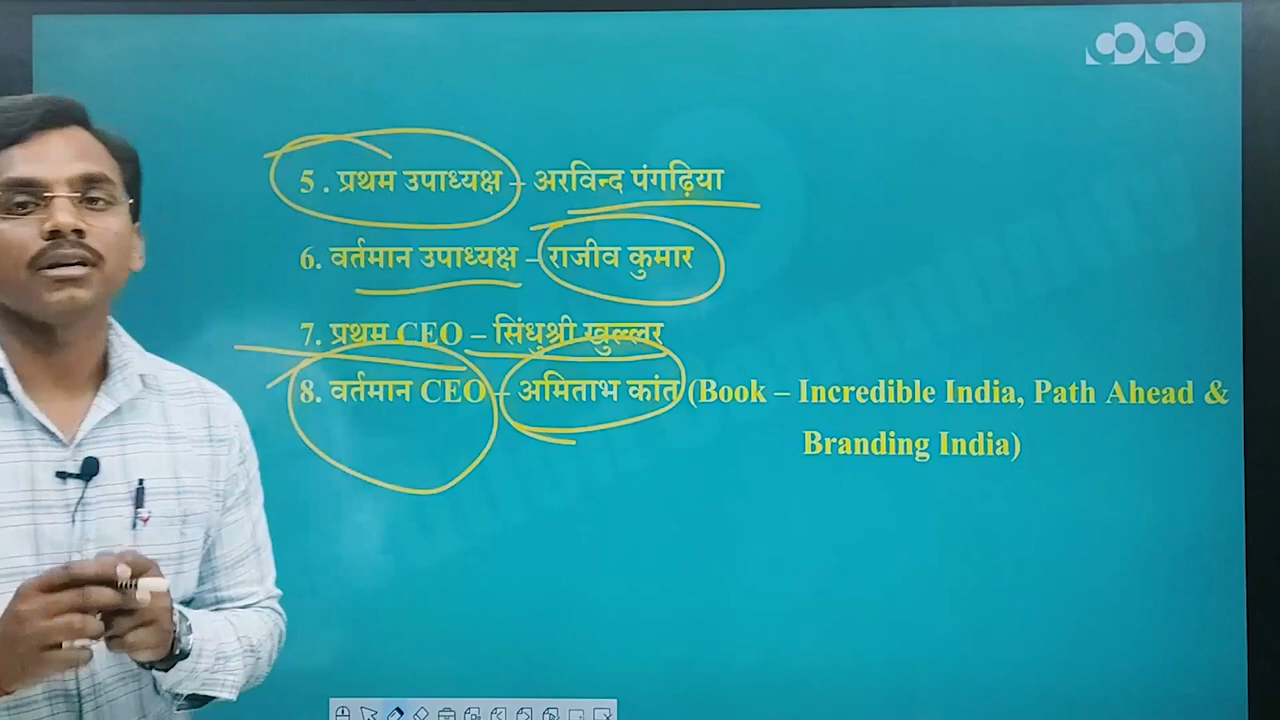 5 . प्रथम उपाध्यक्ष – अरविन्द पंगढ़िया
6. वर्तमान उपाध्यक्ष – राजीव कुमार
7. प्रथम CEO – सिंधुश्री खुल्लर
8. वर्तमान CEO – अमिताभ कांत (Book – Incredible India, Path Ahead &
Branding India)